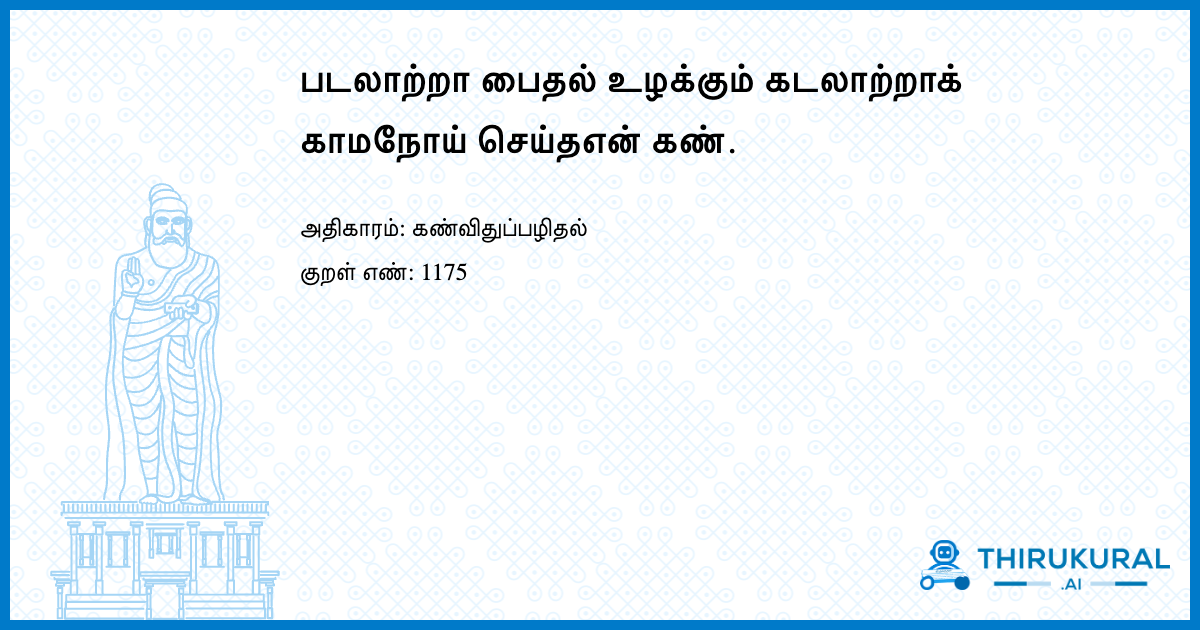 படலாற்றா பைதல் உழக்கும் கடலாற்றாக்
காமநோய் செய்தஎன் கண்.
அதிகாரம்: கண்விதுப்பழிதல்
குறள் எண்: 1175
THIRUKURAL
.AI